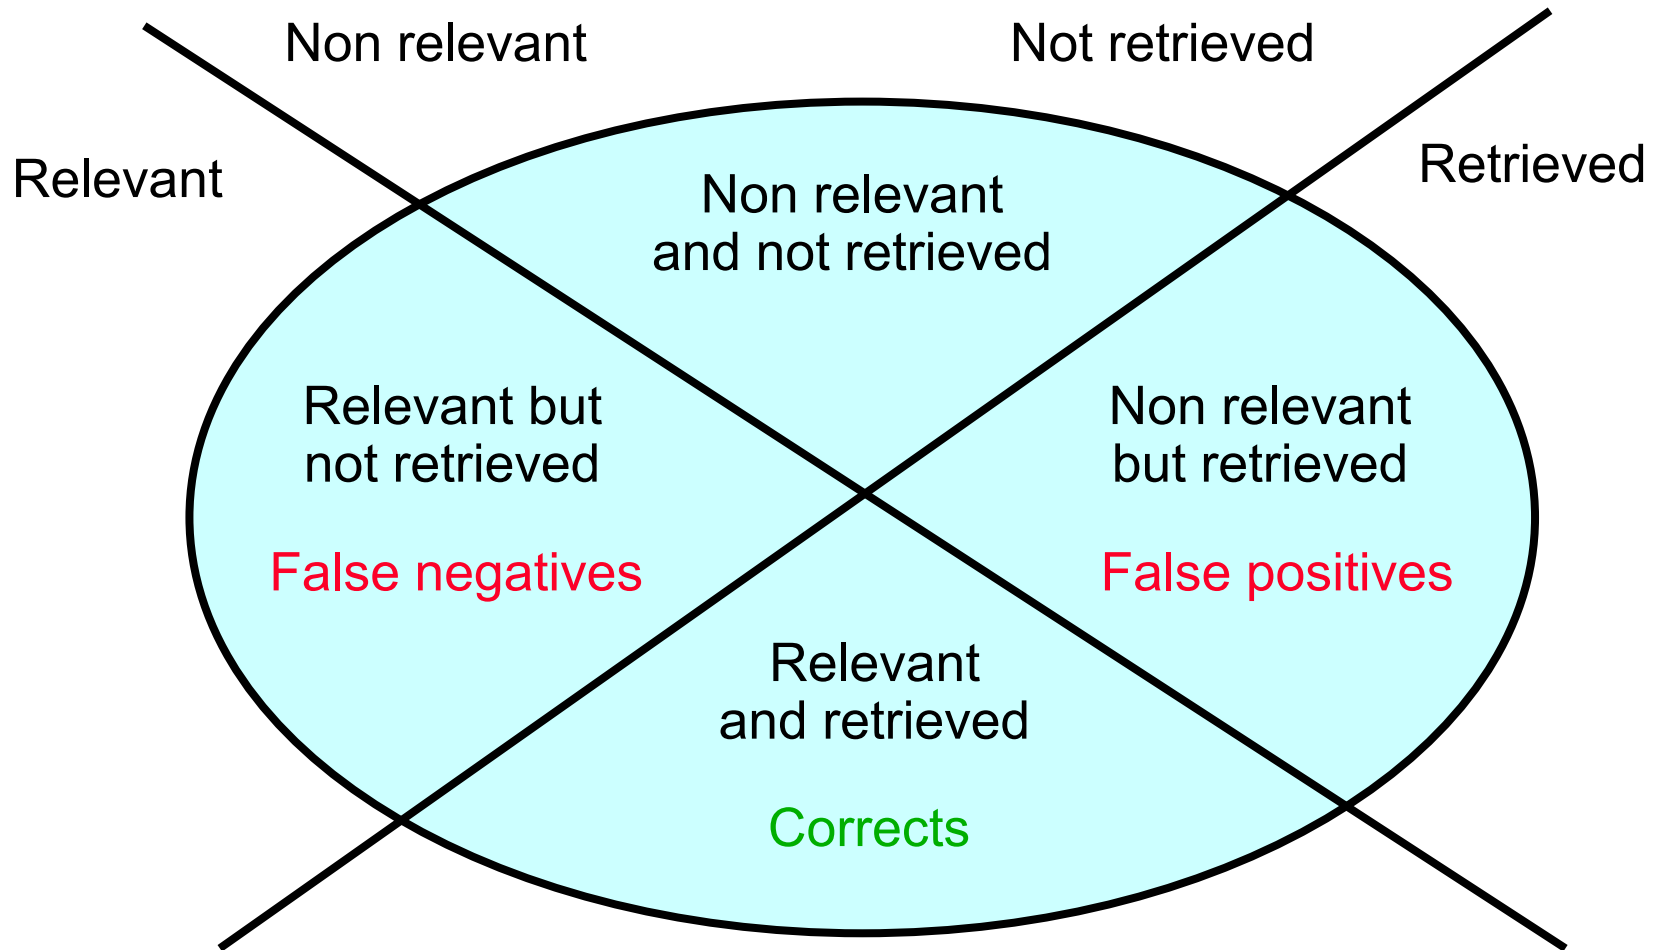 Non relevant
Not retrieved
Relevant
Retrieved
Non relevant
and not retrieved
Relevant but
not retrieved
Non relevant
but retrieved
False negatives
False positives
Relevant
and retrieved
Corrects